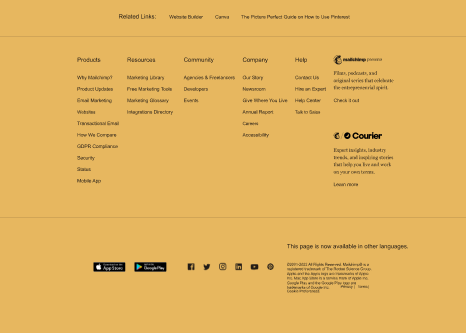 Related Links: Website Builder Canva The Picture Perfect Guide on How to Use Pinterest
Products
Why Mailchimp?
Product Updates
Email Marketing
Websites
Transactional Email
How We Compare
GDPR Compliance
Security
Status
Mobile App
Resources
Marketing Library
Free Marketing Tools
Marketing Glossary
Integrations Directory
Community
Agencies & Freelancers
Developers
Events
Company
Our Story
Newsroom
Give Where You Live
Annual Report
Careers
Accessibility
Help
Contact Us
Hire an Expert
Help Center
Talk to Sales
mailchimp presents
Films, podcasts, and
original series that celebrate
the entrepreneurial spirit.
Check it out
Courier
Expert insights, industry
trends, and inspiring stories
that help you live and work
on your own terms.
Learn more
This page is now available in other languages.
App Store
Google Play
©2001-2022 All Rights Reserved. Mailchimp® is a
registered trademark of The Rocket Science Group.
Apple and the Apple logo are trademarks of Apple
Inc. Mac App Store is a service mark of Apple Inc.
Google Play and the Google Play logo are
trademarks of Google Inc. Privacy | Terms |
Cookie Preferences